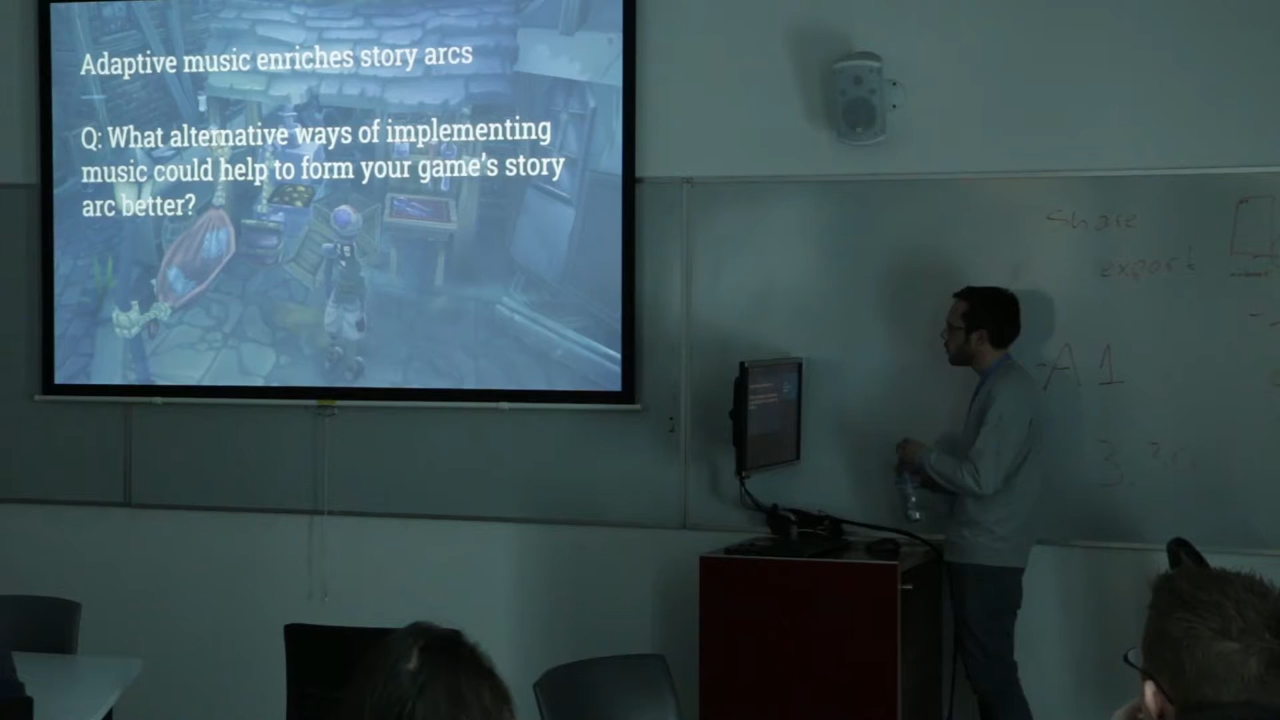 Adaptive music enriches story arcs
Q: What alternative ways of implementing
music could help to form your game's story
arc better?
Share
export
A 1
3